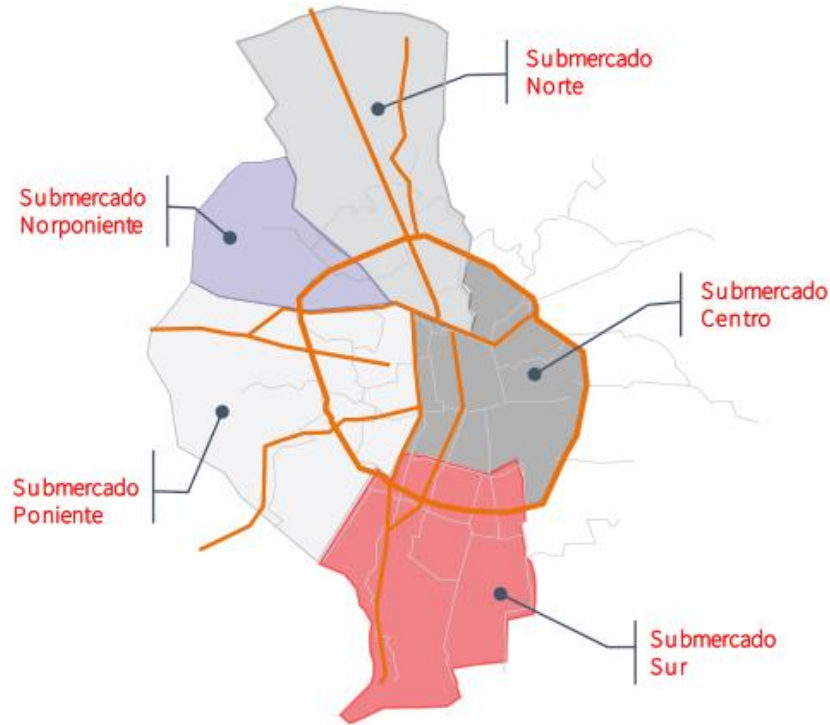 Submercado
Norte
Submercado
Norponiente
Submercado
Centro
Submercado
Poniente
Submercado
Sur